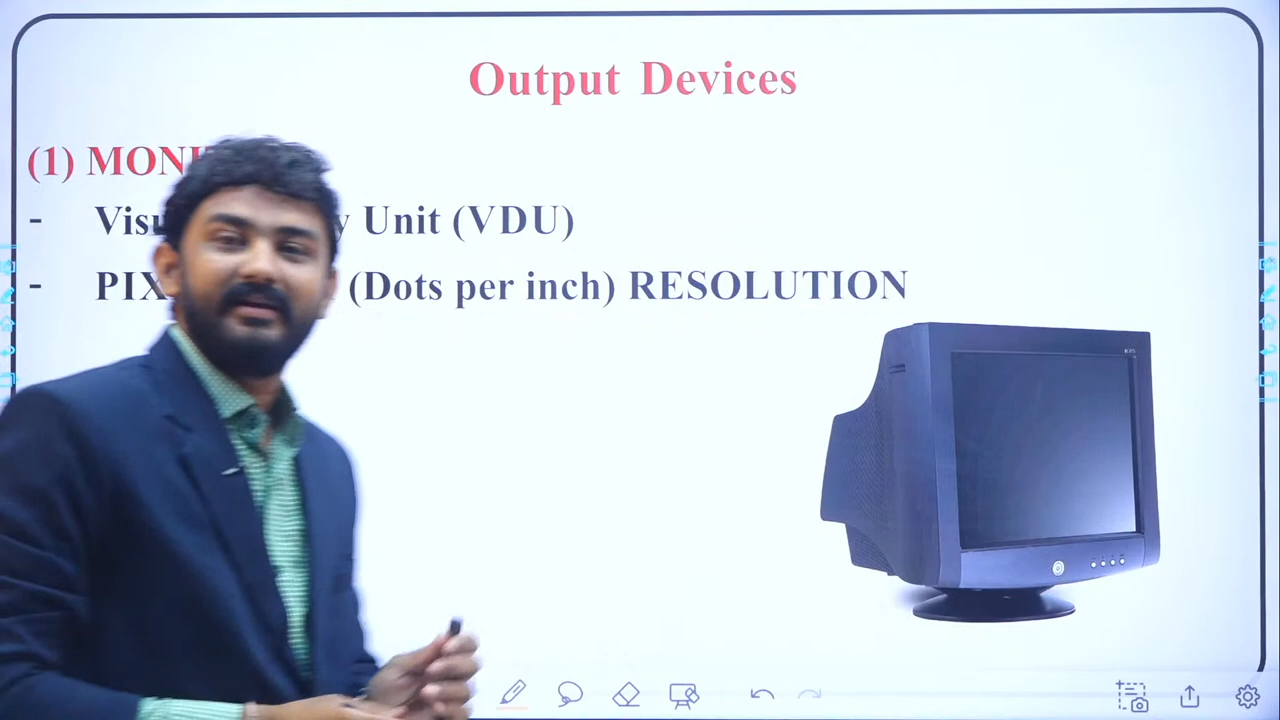 Output Devices
(1) MONI
- Visu y Unit (VDU)
- PIX (Dots per inch) RESOLUTION